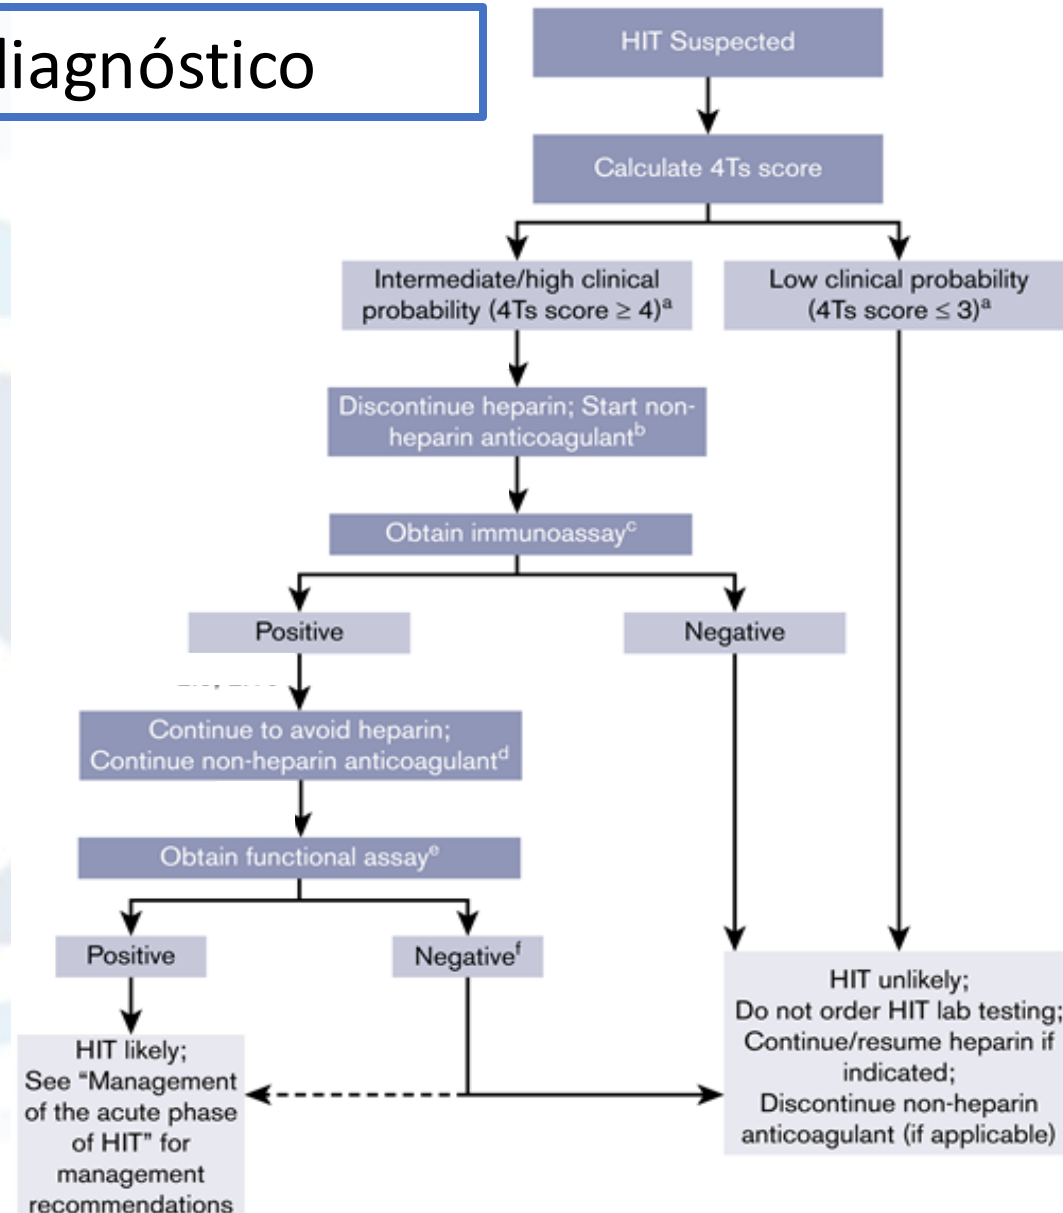 diagnóstico
HIT Suspected
Calculate 4Ts score
Intermediate/high clinical
probability (4Ts score ≥ 4)ᵃ
Low clinical probability
(4Ts score ≤ 3)ᵃ
Discontinue heparin; Start non-
heparin anticoagulantᵇ
Obtain immunoassayᶜ
Positive
Negative
Continue to avoid heparin;
Continue non-heparin anticoagulantᵈ
Obtain functional assayᵉ
Positive
Negativeᶠ
HIT likely;
See “Management
of the acute phase
of HIT” for
management
recommendations
HIT unlikely;
Do not order HIT lab testing;
Continue/resume heparin if
indicated;
Discontinue non-heparin
anticoagulant (if applicable)